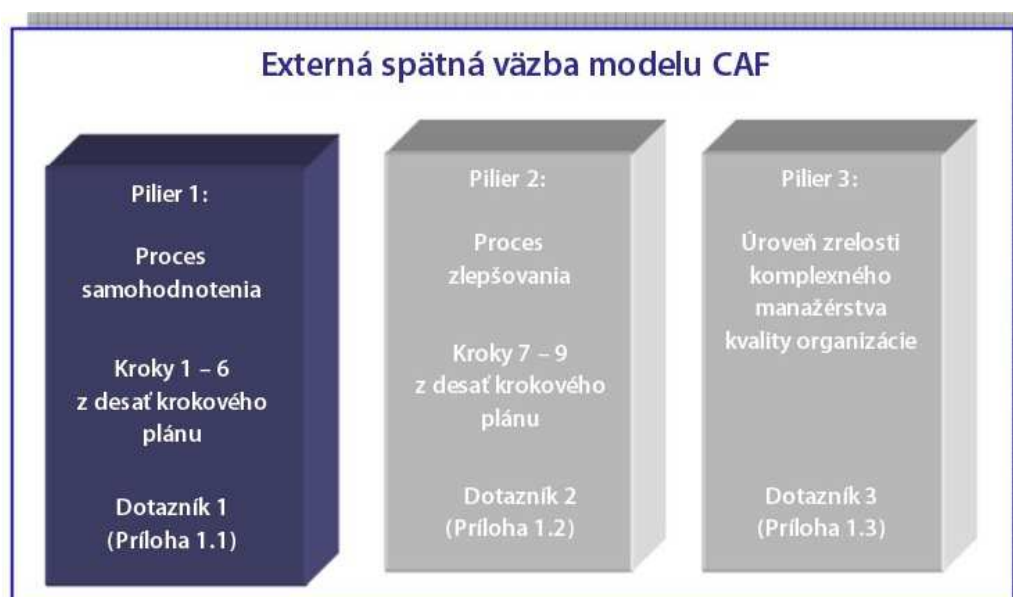 Externá spätná väzba modelu CAF
Pilier 1:
Proces
samohodnotenia
Kroky 1 – 6
z desať krokového
plánu
Dotazník 1
(Príloha 1.1)
Pilier 2:
Proces
zlepšovania
Kroky 7 – 9
z desať krokového
plánu
Dotazník 2
(Príloha 1.2)
Pilier 3:
Úroveň zrelosti
komplexného
manažérstva
kvality organizácie
Dotazník 3
(Príloha 1.3)